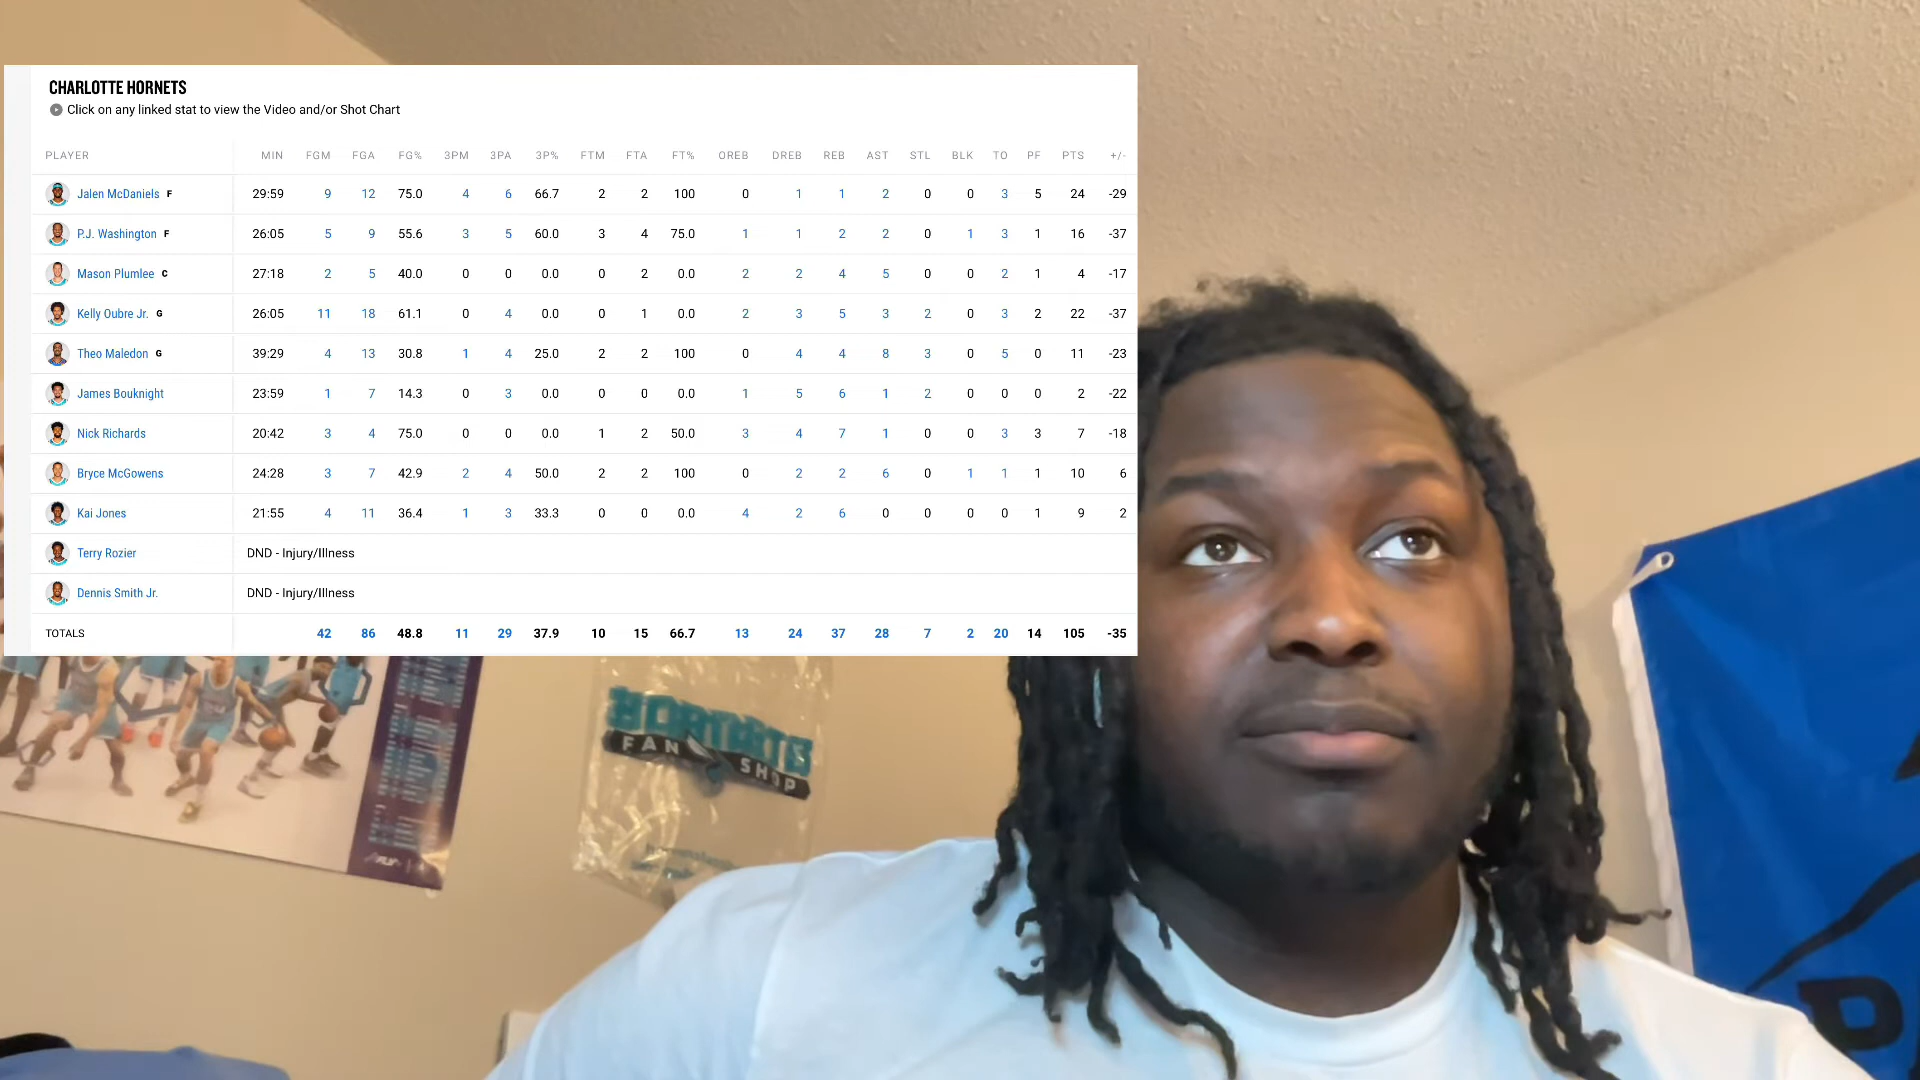 CHARLOTTE HORNETS
Click on any linked stat to view the Video and/or Shot Chart
PLAYER MIN FGM FGA FG% 3PM 3PA 3P% FTM FTA FT% OREB DREB REB AST STL BLK TO PF PTS +/-
Jalen McDaniels F 29:59 9 12 75.0 4 6 66.7 2 2 100 0 1 1 2 0 0 3 5 24 -29
P.J. Washington F 26:05 5 9 55.6 3 5 60.0 3 4 75.0 1 1 2 2 0 1 3 1 16 -37
Mason Plumlee C 27:18 2 5 40.0 0 0 0.0 0 2 0.0 2 2 4 5 0 0 2 1 4 -17
Kelly Oubre Jr. G 26:05 11 18 61.1 0 4 0.0 0 1 0.0 2 3 5 3 2 0 3 2 22 -37
Theo Maledon G 39:29 4 13 30.8 1 4 25.0 2 2 100 0 4 4 8 3 0 5 0 11 -23
James Bouknight 23:59 1 7 14.3 0 3 0.0 0 0 0.0 1 5 6 1 2 0 0 0 2 -22
Nick Richards 20:42 3 4 75.0 0 0 0.0 1 2 50.0 3 4 7 1 0 0 3 3 7 -18
Bryce McGowens 24:28 3 7 42.9 2 4 50.0 2 2 100 0 2 2 6 0 1 1 1 10 6
Kai Jones 21:55 4 11 36.4 1 3 33.3 0 0 0.0 4 2 6 0 0 0 0 1 9 2
Terry Rozier DND - Injury/Illness
Dennis Smith Jr. DND - Injury/Illness
TOTALS 42 86 48.8 11 29 37.9 10 15 66.7 13 24 37 28 7 2 20 14 105 -35
HORNETS
FAN SHOP